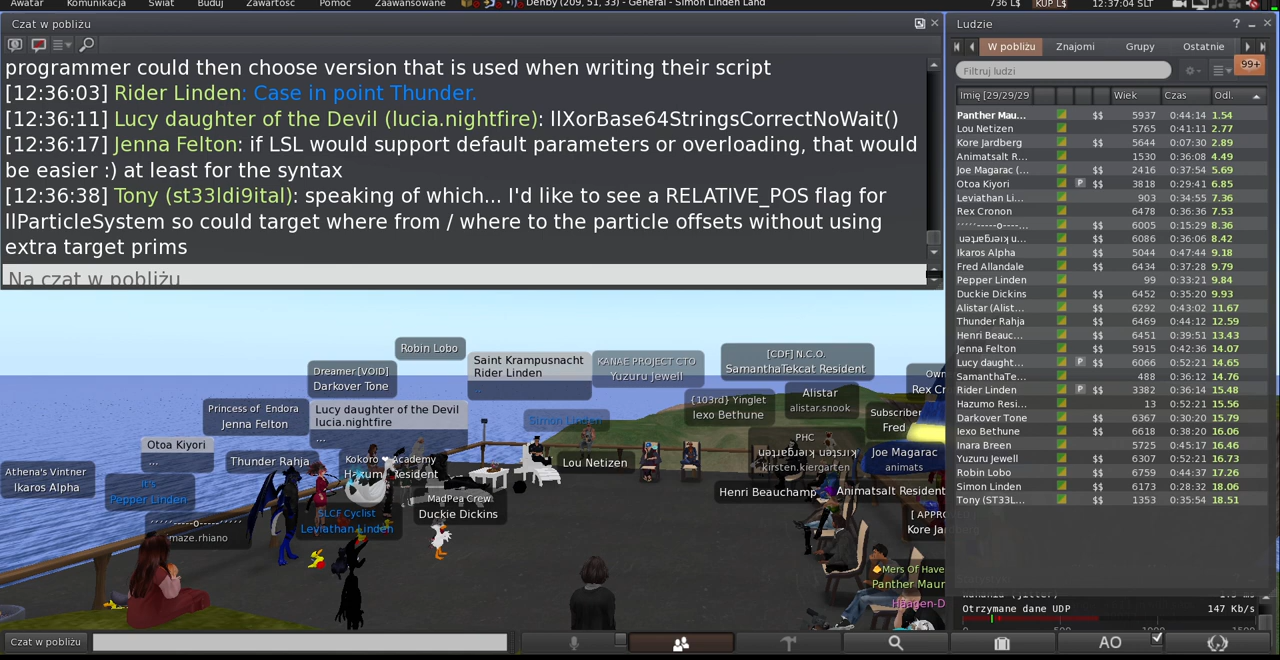 Awatar Komunikacja Świat Buduj Zawartość Pomoc Zaawansowane Denby (209, 51, 33) - General - Simon Linden Land 736 L$ KUP L$ 12:37:04 SLT
Czat w pobliżu
programmer could then choose version that is used when writing their script
[12:36:03] Rider Linden: Case in point Thunder.
[12:36:11] Lucy daughter of the Devil (lucia.nightfire): llXorBase64StringsCorrectNoWait()
[12:36:17] Jenna Felton: if LSL would support default parameters or overloading, that would
be easier :) at least for the syntax
[12:36:38] Tony (st33ldi9ital): speaking of which... I'd like to see a RELATIVE_POS flag for
llParticleSystem so could target where from / where to the particle offsets without using
extra target prims
Na czat w pobliżu
Robin Lobo
Dreamer [VOID]
Darkover Tone
Saint Krampusnacht
Rider Linden
KANAE PROJECT CTO
Yuzuru Jewell
[CDF] N.C.O.
SamanthaTekcat Resident
Own
Rex Cr
Princess of Endora
Jenna Felton
Lucy daughter of the Devil
lucia.nightfire
...
Simon Linden
{103rd} Yinglet
Iexo Bethune
Alistar
alistar.snook
Subscriber
Fred
Otoa Kiyori
...
Thunder Rahja
Kokoro ❤ Academy
Lou Netizen
PHC
kirsten.kiergarten
Joe Magarac
animats
Athena's Vintner
Ikaros Alpha
It's
Pepper Linden
MadPea Crew
Duckie Dickins
Henri Beauchamp
Animatsalt Resident
SLCF Cyclist
Leviathan Linden
maze.rhiano
[ APPR
Kore Ja
Mers Of Have
Panther Maur
Häagen-D
Czat w pobliżu
AO
Ludzie
W pobliżu Znajomi Grupy Ostatnie
99+
Filtruj ludzi
Imię [29/29/29 Wiek Czas Odl.
Panther Mau... $$ 5937 0:44:14 1.54
Lou Netizen 5765 0:41:11 2.77
Kore Jardberg $$ 5644 0:07:30 2.89
Animatsalt R... 1530 0:36:08 4.49
Joe Magarac (... $$ 2416 0:37:54 5.69
Otoa Kiyori P $$ 3818 0:29:41 6.85
Leviathan Li... 903 0:34:55 7.36
Rex Cronon 6478 0:36:36 7.53
$$ 6005 0:15:29 8.36
$$ 6086 0:36:06 8.42
Ikaros Alpha $$ 5044 0:47:44 9.18
Fred Allandale $$ 6434 0:37:28 9.79
Pepper Linden 99 0:33:21 9.84
Duckie Dickins $$ 6452 0:35:20 9.93
Alistar (Alist... $$ 6292 0:43:02 11.67
Thunder Rahja $$ 6469 0:44:12 12.59
Henri Beauc... $$ 6451 0:39:51 13.43
Jenna Felton $$ 5915 0:52:36 14.07
Lucy daught... P $$ 6066 0:52:36 14.65
SamanthaTe... 488 0:36:12 14.76
Rider Linden P $$ 3382 0:36:14 15.48
Hazumo Resi... 13 0:52:21 15.56
Darkover Tone $$ 6367 0:30:20 15.79
Iexo Bethune $$ 6618 0:38:20 16.06
Inara Breen 5725 0:45:17 16.46
Yuzuru Jewell $$ 6307 0:52:21 16.73
Robin Lobo $$ 6759 0:44:37 17.26
Simon Linden $$ 6173 0:28:32 18.06
Tony (ST33L... $$ 1353 0:35:54 18.51
Otrzymane dane UDP 147 Kb/s